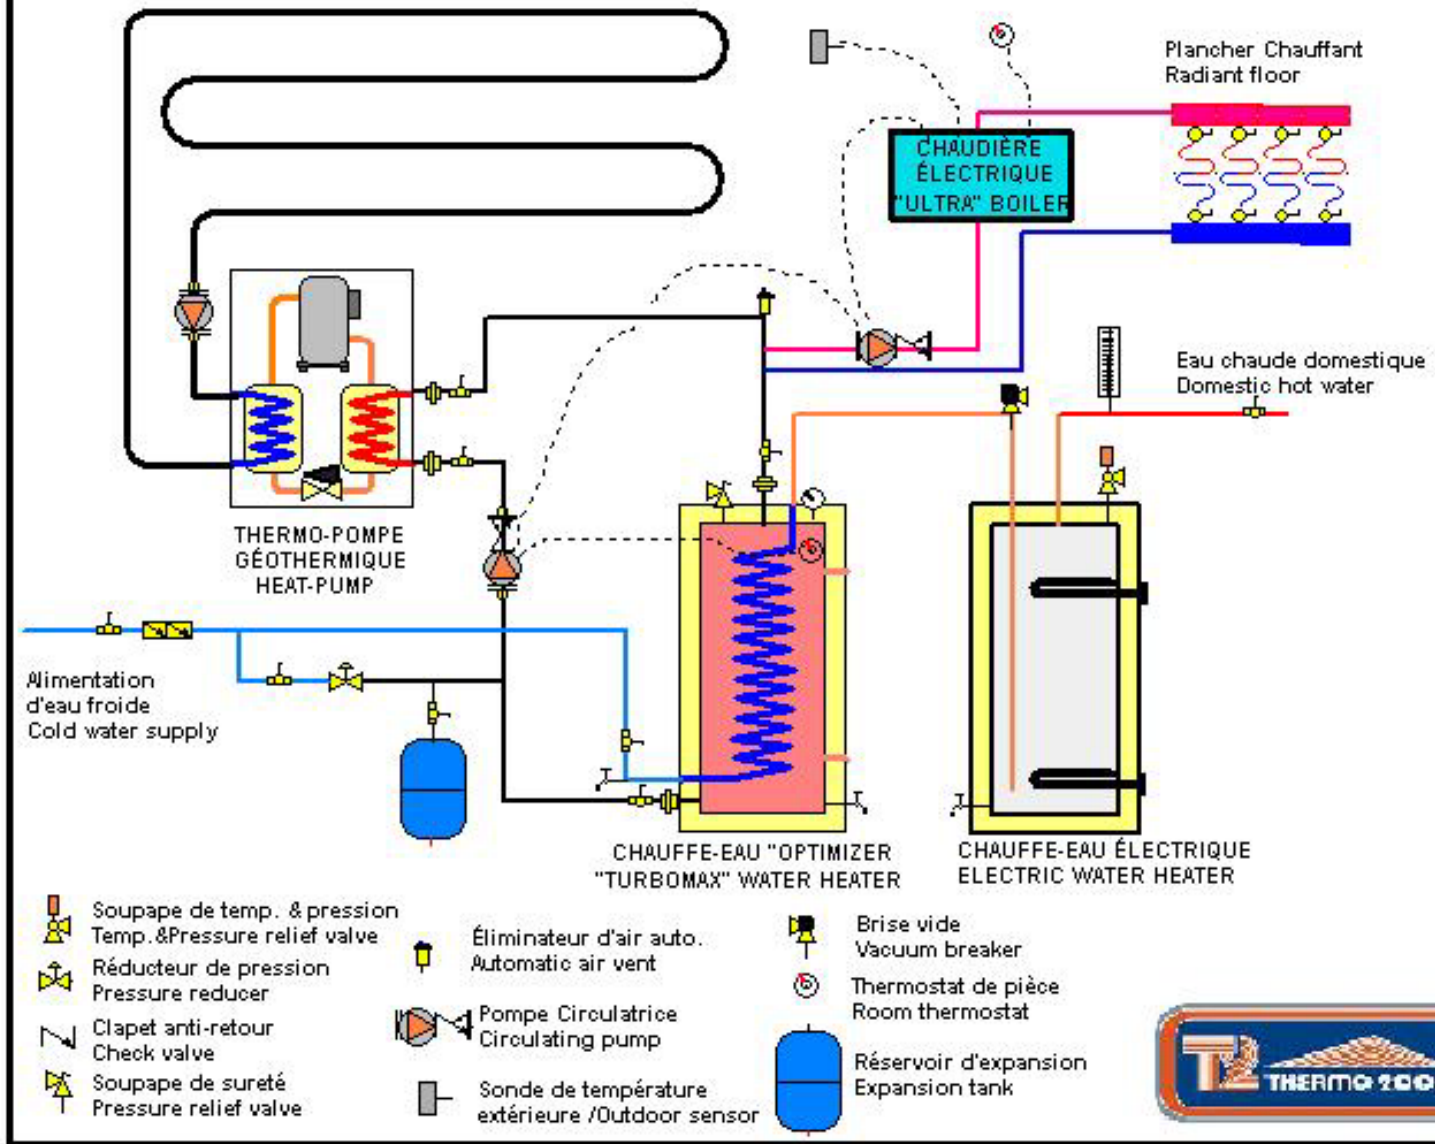 Plancher Chauffant
Radiant floor
CHAUDIÈRE
ÉLECTRIQUE
"ULTRA" BOILER
Eau chaude domestique
Domestic hot water
THERMO-POMPE
GÉOTHERMIQUE
HEAT-PUMP
Alimentation
d'eau froide
Cold water supply
CHAUFFE-EAU "OPTIMIZER
"TURBOMAX" WATER HEATER
CHAUFFE-EAU ÉLECTRIQUE
ELECTRIC WATER HEATER
Soupape de temp. & pression
Temp.&Pressure relief valve
Réducteur de pression
Pressure reducer
Clapet anti-retour
Check valve
Soupape de sureté
Pressure relief valve
Éliminateur d'air auto.
Automatic air vent
Pompe Circulatrice
Circulating pump
Sonde de température
extérieure /Outdoor sensor
Brise vide
Vacuum breaker
Thermostat de pièce
Room thermostat
Réservoir d'expansion
Expansion tank
T2
THERMO 200